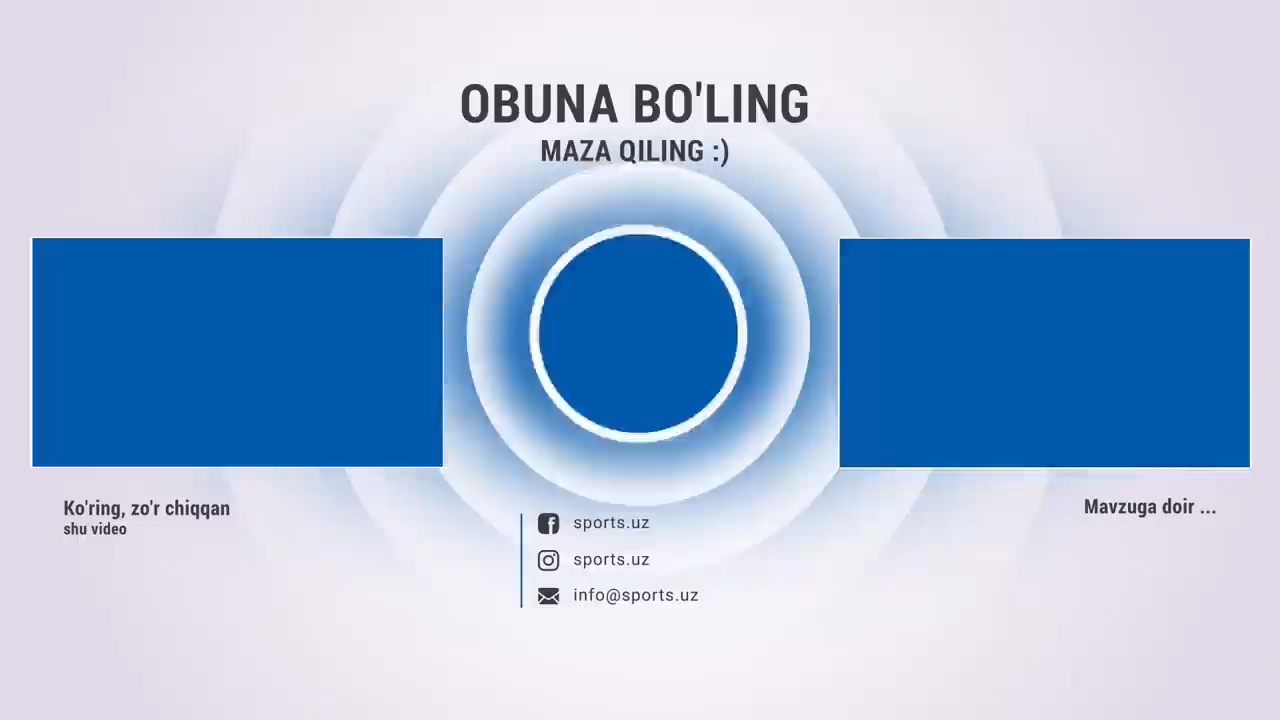 OBUNA BO'LING
MAZA QILING :)
Ko'ring, zo'r chiqqan
shu video
Mavzuga doir ...
sports.uz
sports.uz
info@sports.uz